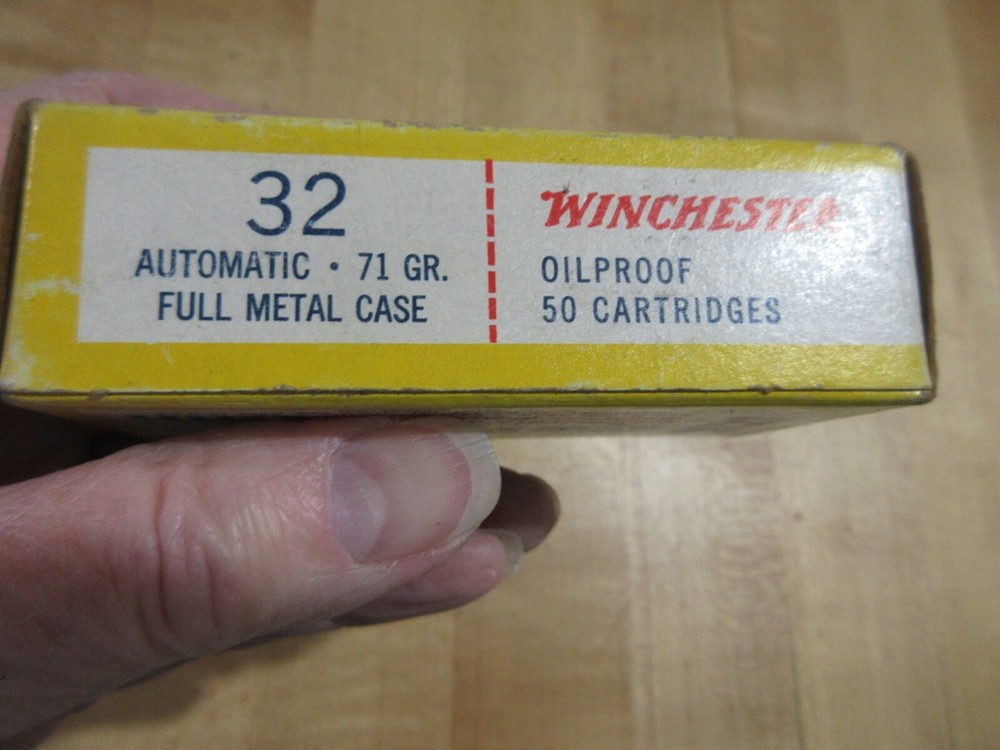 32
AUTOMATIC • 71 GR.
FULL METAL CASE
WINCHESTER
OILPROOF
50 CARTRIDGES